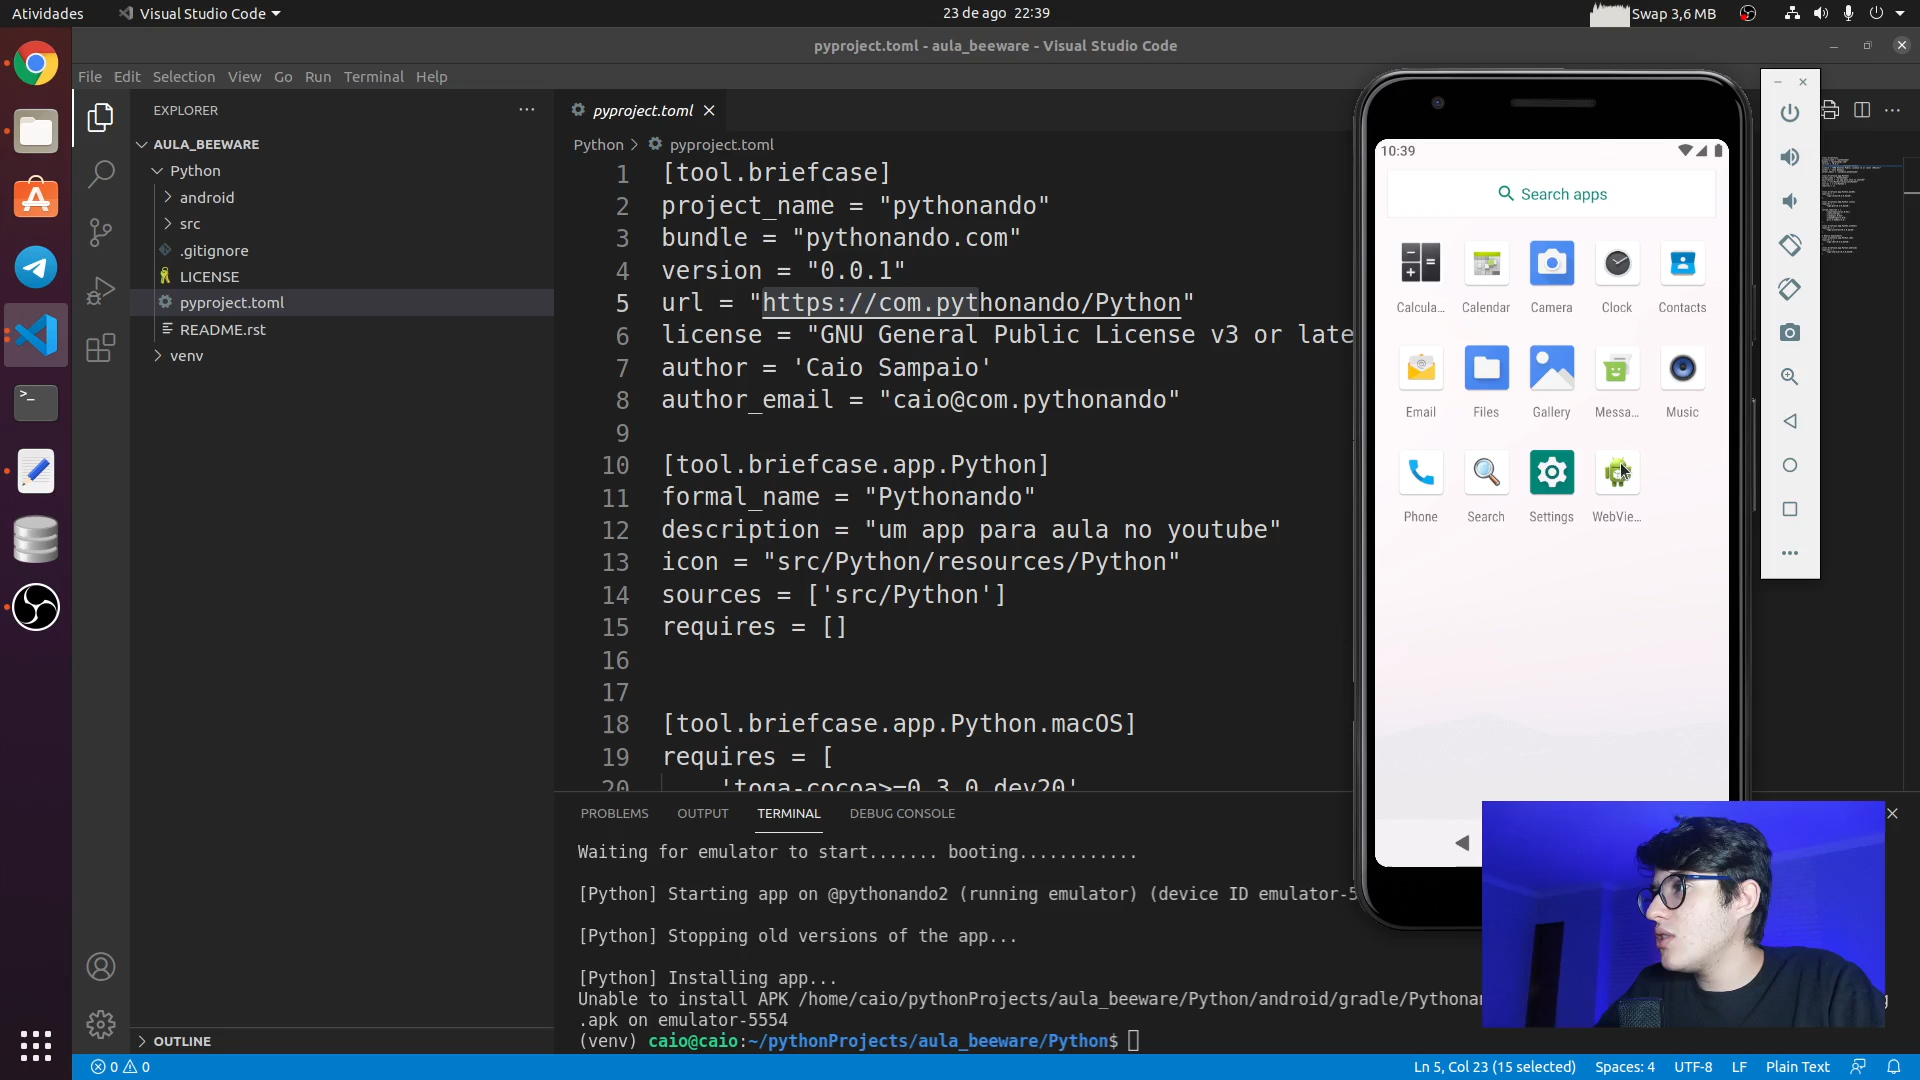 Atividades
Visual Studio Code
23 de ago 22:39
Swap 3,6 MB
pyproject.toml - aula_beeware - Visual Studio Code
File Edit Selection View Go Run Terminal Help
EXPLORER
AULA_BEEWARE
Python
android
src
.gitignore
LICENSE
pyproject.toml
README.rst
venv
OUTLINE
pyproject.toml
Python > pyproject.toml
1 [tool.briefcase]
2 project_name = "pythonando"
3 bundle = "pythonando.com"
4 version = "0.0.1"
5 url = "https://com.pythonando/Python"
6 license = "GNU General Public License v3 or late
7 author = 'Caio Sampaio'
8 author_email = "caio@com.pythonando"
9
10 [tool.briefcase.app.Python]
11 formal_name = "Pythonando"
12 description = "um app para aula no youtube"
13 icon = "src/Python/resources/Python"
14 sources = ['src/Python']
15 requires = []
16
17
18 [tool.briefcase.app.Python.macOS]
19 requires = [
20 'toga-cocoa>=0.3.0.dev20'
PROBLEMS OUTPUT TERMINAL DEBUG CONSOLE
Waiting for emulator to start....... booting............
[Python] Starting app on @pythonando2 (running emulator) (device ID emulator-5
[Python] Stopping old versions of the app...
[Python] Installing app...
Unable to install APK /home/caio/pythonProjects/aula_beeware/Python/android/gradle/Pythonan
.apk on emulator-5554
(venv) caio@caio:~/pythonProjects/aula_beeware/Python$
10:39
Search apps
Calcula... Calendar Camera Clock Contacts
Email Files Gallery Messa... Music
Phone Search Settings WebVie...
0 0
Ln 5, Col 23 (15 selected) Spaces: 4 UTF-8 LF Plain Text